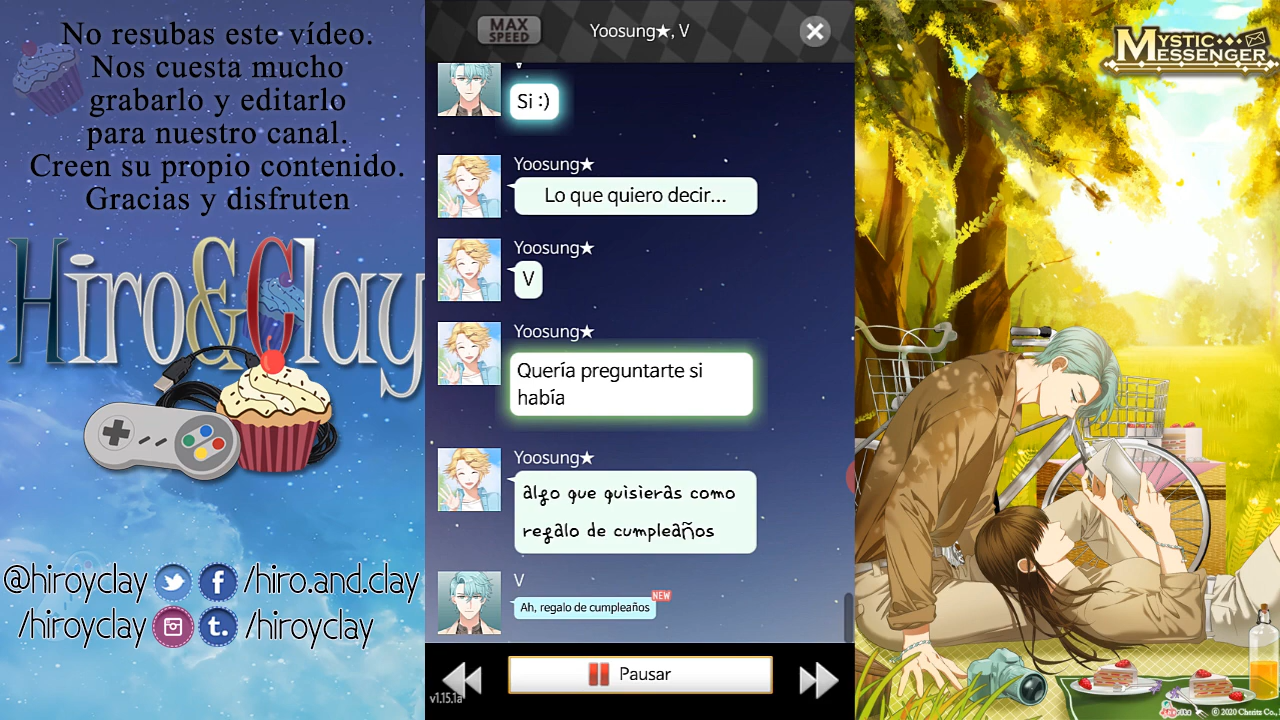 No resubas este vídeo.
Nos cuesta mucho
grabarlo y editarlo
para nuestro canal.
Creen su propio contenido.
Gracias y disfruten
Hiro&Clay
@hiroyclay
/hiro.and.clay
/hiroyclay
/hiroyclay
MAX
SPEED
Yoosung★, V
V
Si :)
Yoosung★
Lo que quiero decir...
Yoosung★
V
Yoosung★
Quería preguntarte si
había
Yoosung★
algo que quisieras como
regalo de cumpleaños
V
Ah, regalo de cumpleaños
NEW
Pausar
v1.15.1a
MYSTIC
MESSENGER
© 2020 Cheritz Co.,